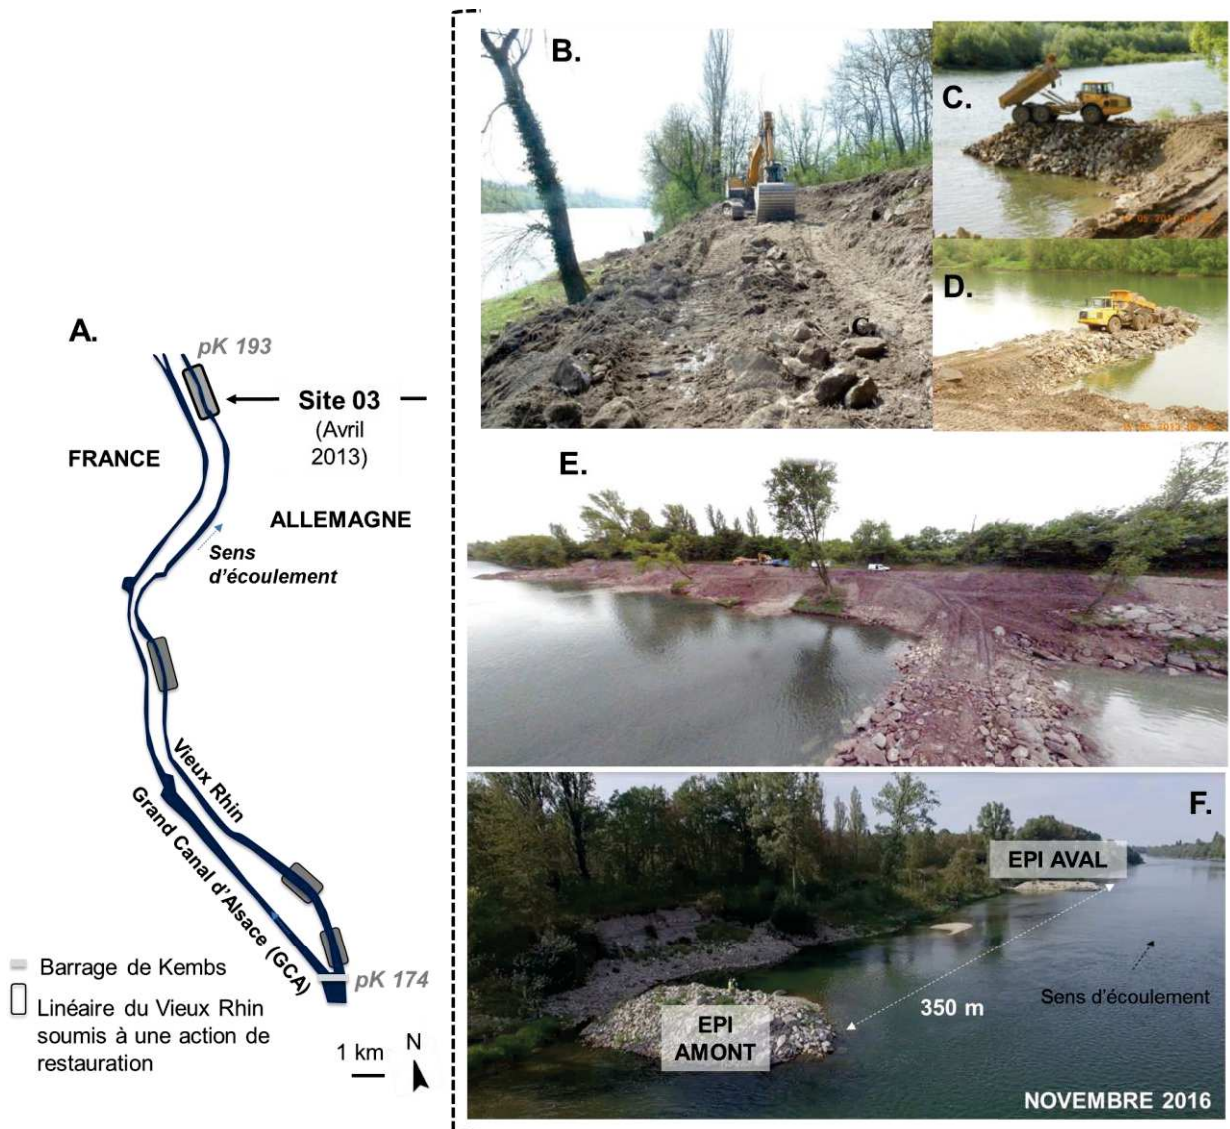 A.
pK 193
Site 03
(Avril
2013)
FRANCE
ALLEMAGNE
Sens
d'écoulement
Vieux Rhin
Grand Canal d'Alsace (GCA)
pK 174
Barrage de Kembs
Linéaire du Vieux Rhin
soumis à une action de
restauration
1 km
N
B.
C
C.
D.
E.
F.
EPI AVAL
350 m
Sens d'écoulement
EPI
AMONT
NOVEMBRE 2016